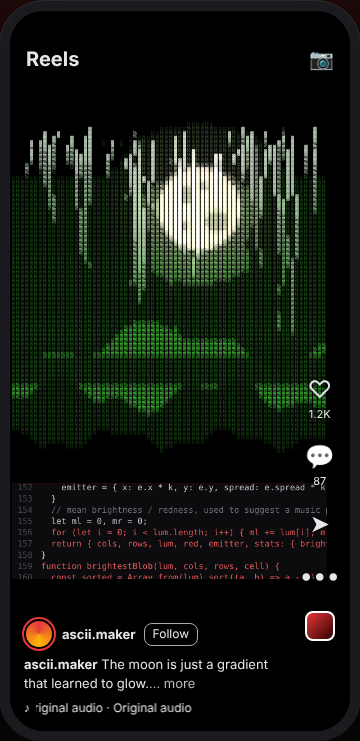 Reels
1.2K
87
152 emitter = { x: e.x * k, y: e.y, spread: e.spread * k
153 }
154 // mean brightness / redness, used to suggest a music
155 let ml = 0, mr = 0;
156 for (let i = 0; i < lum.length; i++) { ml += lum[i]; m
157 return { cols, rows, lum, red, emitter, stats: { bright
158 }
159 function brightestBlob(lum, cols, rows, cell) {
160 const sorted = Array.from(lum).sort((a, b) => a -
ascii.maker Follow
ascii.maker The moon is just a gradient
that learned to glow.... more
♪ riginal audio · Original audio